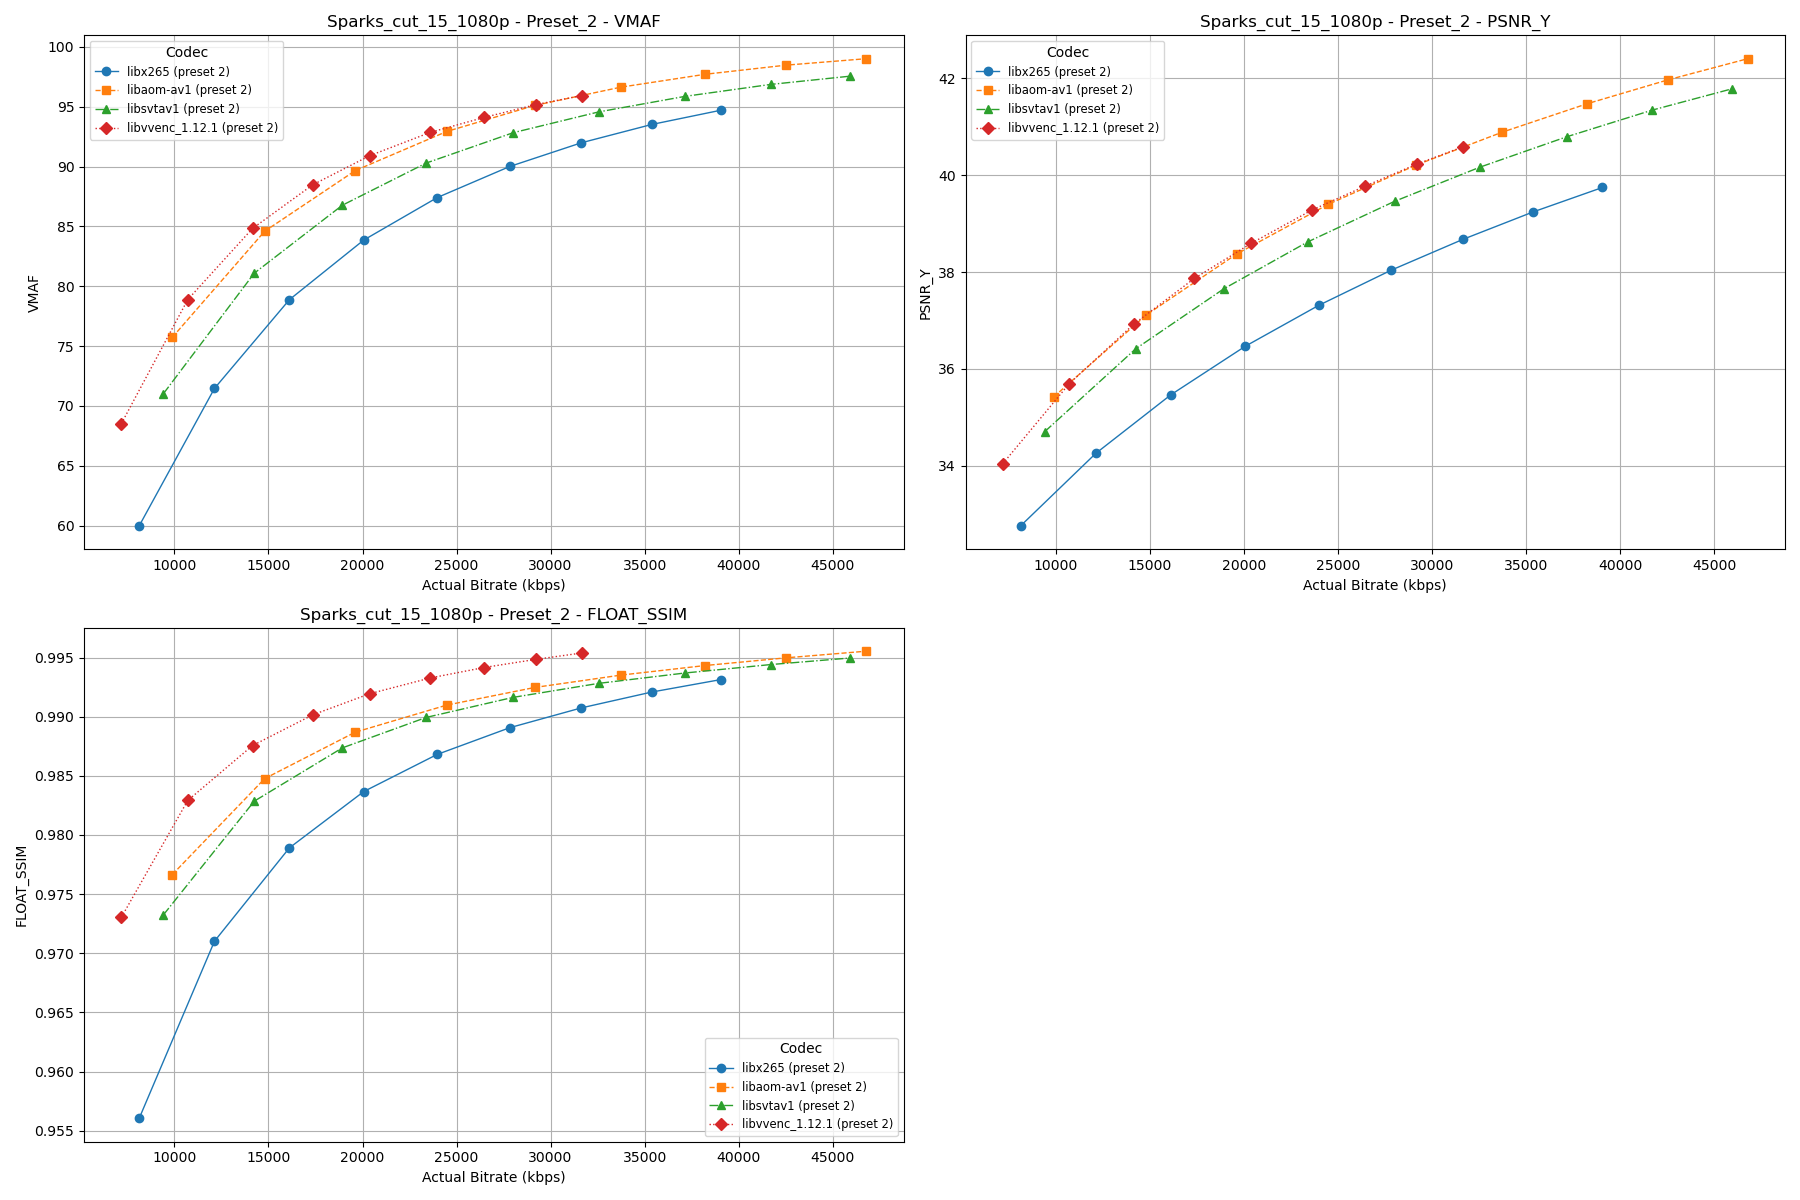 Sparks_cut_15_1080p - Preset_2 - VMAF
Codec
libx265 (preset 2)
libaom-av1 (preset 2)
libsvtav1 (preset 2)
libvvenc_1.12.1 (preset 2)
VMAF
100
95
90
85
80
75
70
65
60
10000 15000 20000 25000 30000 35000 40000 45000
Actual Bitrate (kbps)
Sparks_cut_15_1080p - Preset_2 - PSNR_Y
Codec
libx265 (preset 2)
libaom-av1 (preset 2)
libsvtav1 (preset 2)
libvvenc_1.12.1 (preset 2)
PSNR_Y
42
40
38
36
34
10000 15000 20000 25000 30000 35000 40000 45000
Actual Bitrate (kbps)
Sparks_cut_15_1080p - Preset_2 - FLOAT_SSIM
FLOAT_SSIM
0.995
0.990
0.985
0.980
0.975
0.970
0.965
0.960
0.955
Codec
libx265 (preset 2)
libaom-av1 (preset 2)
libsvtav1 (preset 2)
libvvenc_1.12.1 (preset 2)
10000 15000 20000 25000 30000 35000 40000 45000
Actual Bitrate (kbps)